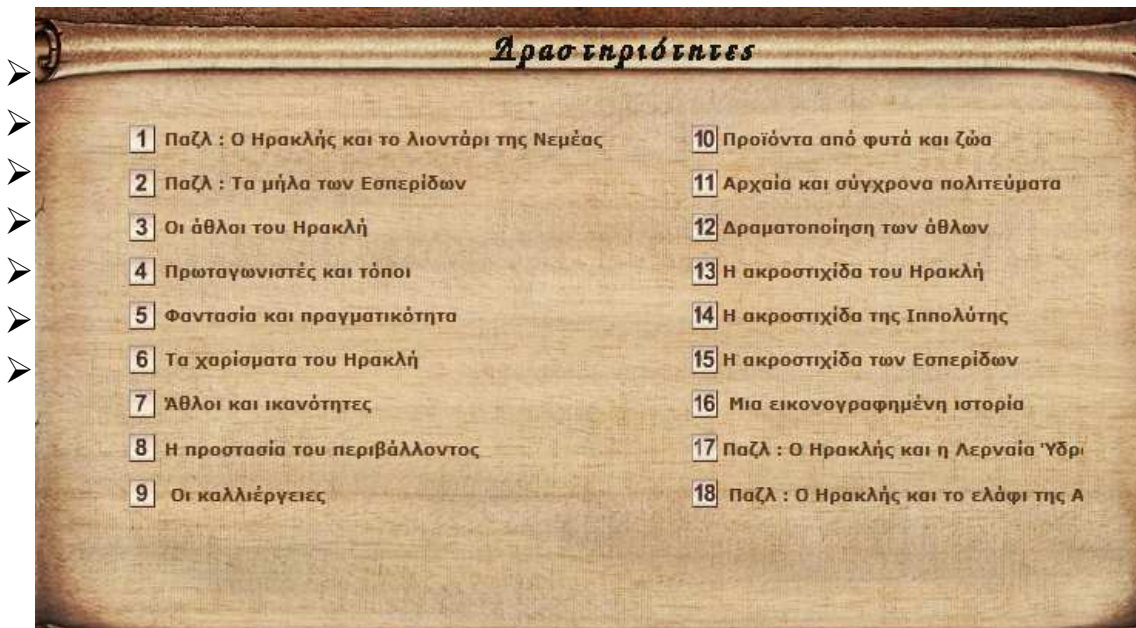 Δραστηριότητες
1 Παζλ : Ο Ηρακλής και το λιοντάρι της Νεμέας
2 Παζλ : Τα μήλα των Εσπερίδων
3 Οι άθλοι του Ηρακλή
4 Πρωταγωνιστές και τόποι
5 Φαντασία και πραγματικότητα
6 Τα χαρίσματα του Ηρακλή
7 Άθλοι και ικανότητες
8 Η προστασία του περιβάλλοντος
9 Οι καλλιέργειες
10 Προϊόντα από φυτά και ζώα
11 Αρχαία και σύγχρονα πολιτεύματα
12 Δραματοποίηση των άθλων
13 Η ακροστιχίδα του Ηρακλή
14 Η ακροστιχίδα της Ιππολύτης
15 Η ακροστιχίδα των Εσπερίδων
16 Μια εικονογραφημένη ιστορία
17 Παζλ : Ο Ηρακλής και η Λερναία
18 Παζλ : Ο Ηρακλής και το ελάφι της